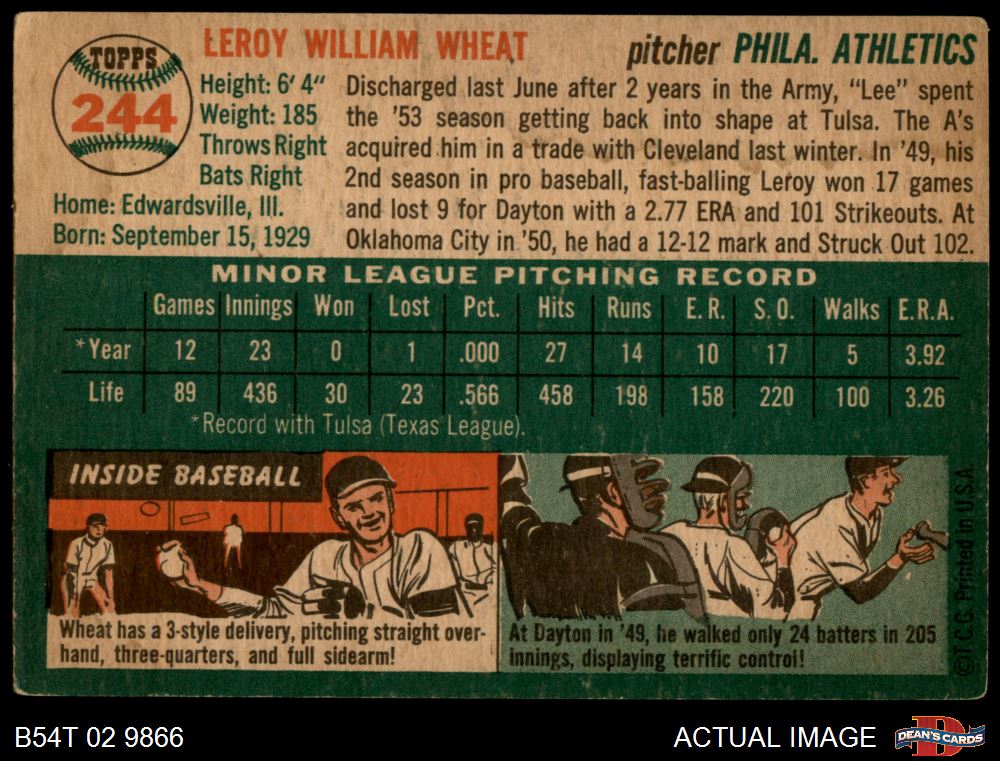 TOPPS
244
LEROY WILLIAM WHEAT
pitcher PHILA. ATHLETICS
Height: 6' 4"
Weight: 185
Throws Right
Bats Right
Home: Edwardsville, Ill.
Born: September 15, 1929
Discharged last June after 2 years in the Army, "Lee" spent
the '53 season getting back into shape at Tulsa. The A's
acquired him in a trade with Cleveland last winter. In '49, his
2nd season in pro baseball, fast-balling Leroy won 17 games
and lost 9 for Dayton with a 2.77 ERA and 101 Strikeouts. At
Oklahoma City in '50, he had a 12-12 mark and Struck Out 102.
MINOR LEAGUE PITCHING RECORD
Games Innings Won Lost Pct. Hits Runs E. R. S. O. Walks E.R.A.
*Year 12 23 0 1 .000 27 14 10 17 5 3.92
Life 89 436 30 23 .566 458 198 158 220 100 3.26
*Record with Tulsa (Texas League).
INSIDE BASEBALL
Wheat has a 3-style delivery, pitching straight over-
hand, three-quarters, and full sidearm!
At Dayton in '49, he walked only 24 batters in 205
innings, displaying terrific control!
©T.C.G. Printed in U.S.A.
B54T 02 9866
ACTUAL IMAGE
DEAN'S CARDS